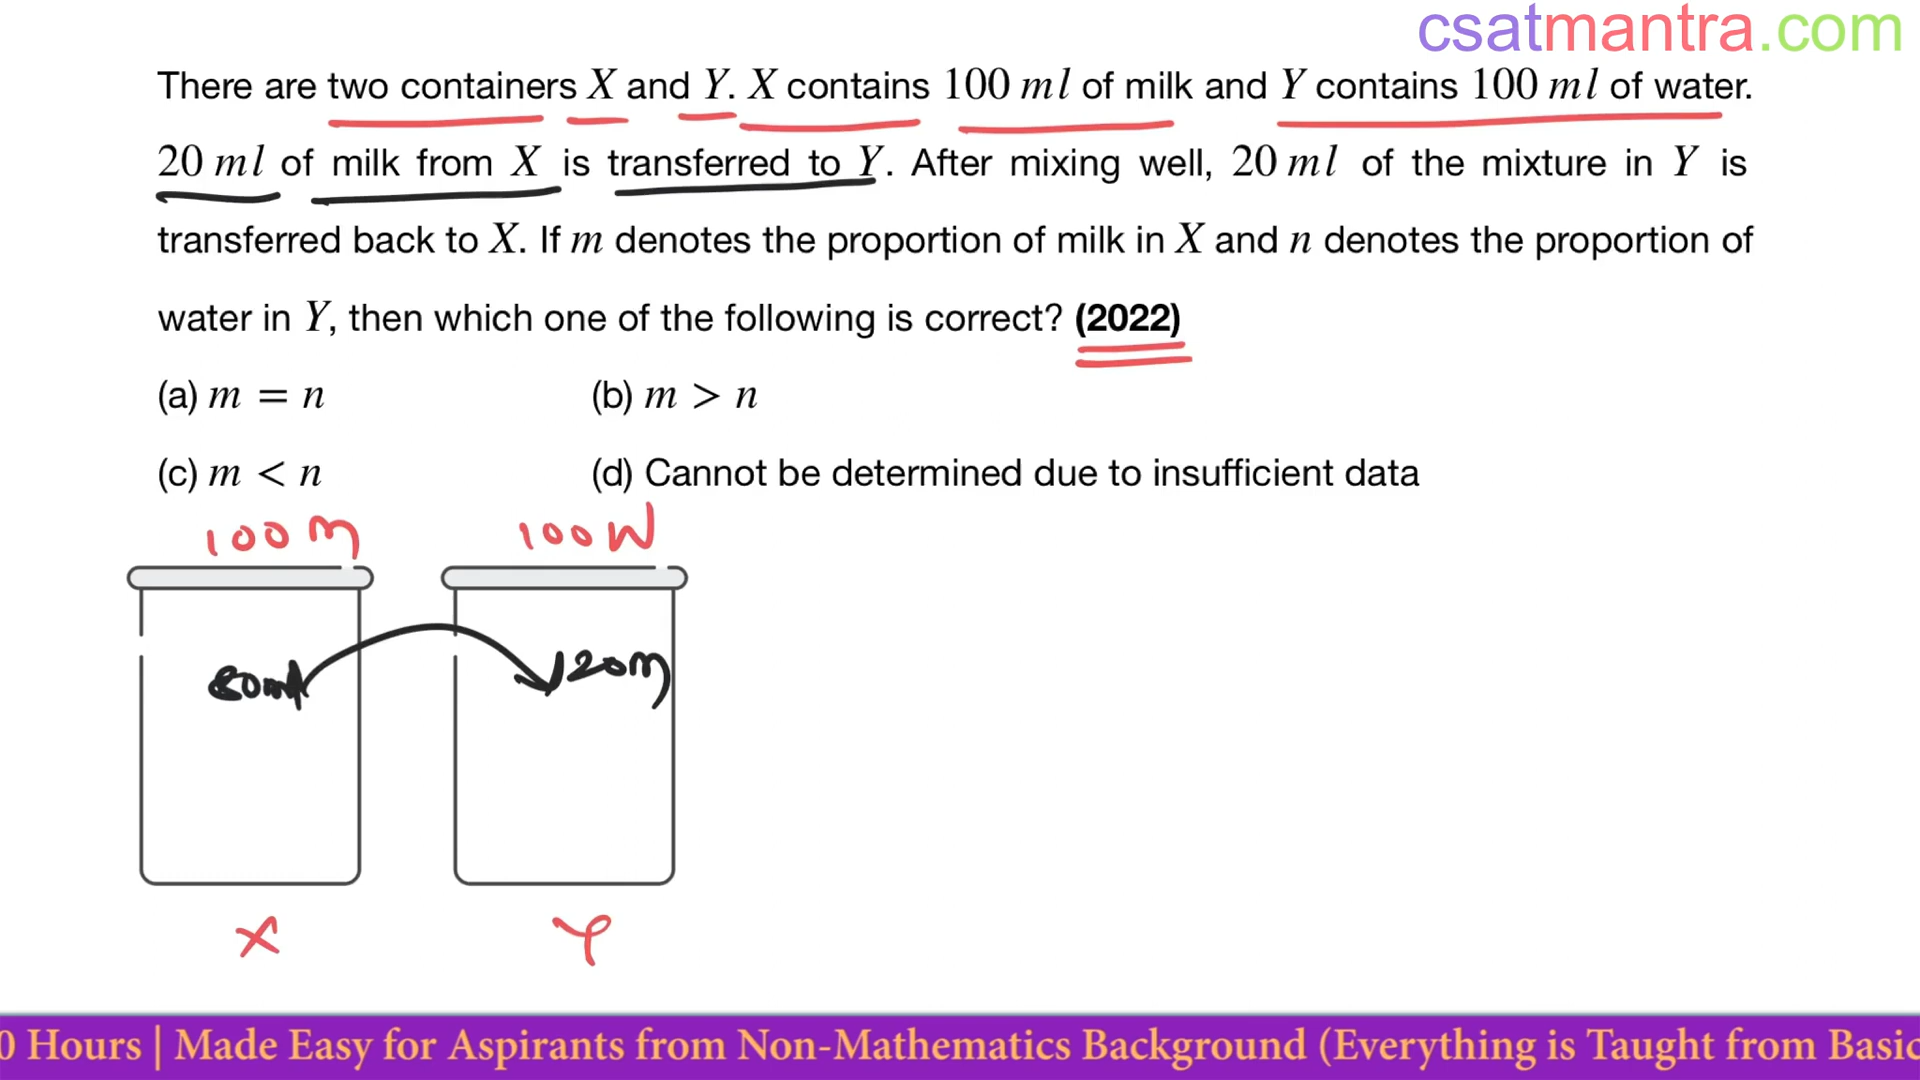 csatmantra.com
There are two containers X and Y. X contains 100 ml of milk and Y contains 100 ml of water.
20 ml of milk from X is transferred to Y. After mixing well, 20 ml of the mixture in Y is
transferred back to X. If m denotes the proportion of milk in X and n denotes the proportion of
water in Y, then which one of the following is correct? (2022)
(a) m = n (b) m > n
(c) m < n (d) Cannot be determined due to insufficient data
100 m 100 W
80m 20m
X Y
0 Hours | Made Easy for Aspirants from Non-Mathematics Background (Everything is Taught from Basic